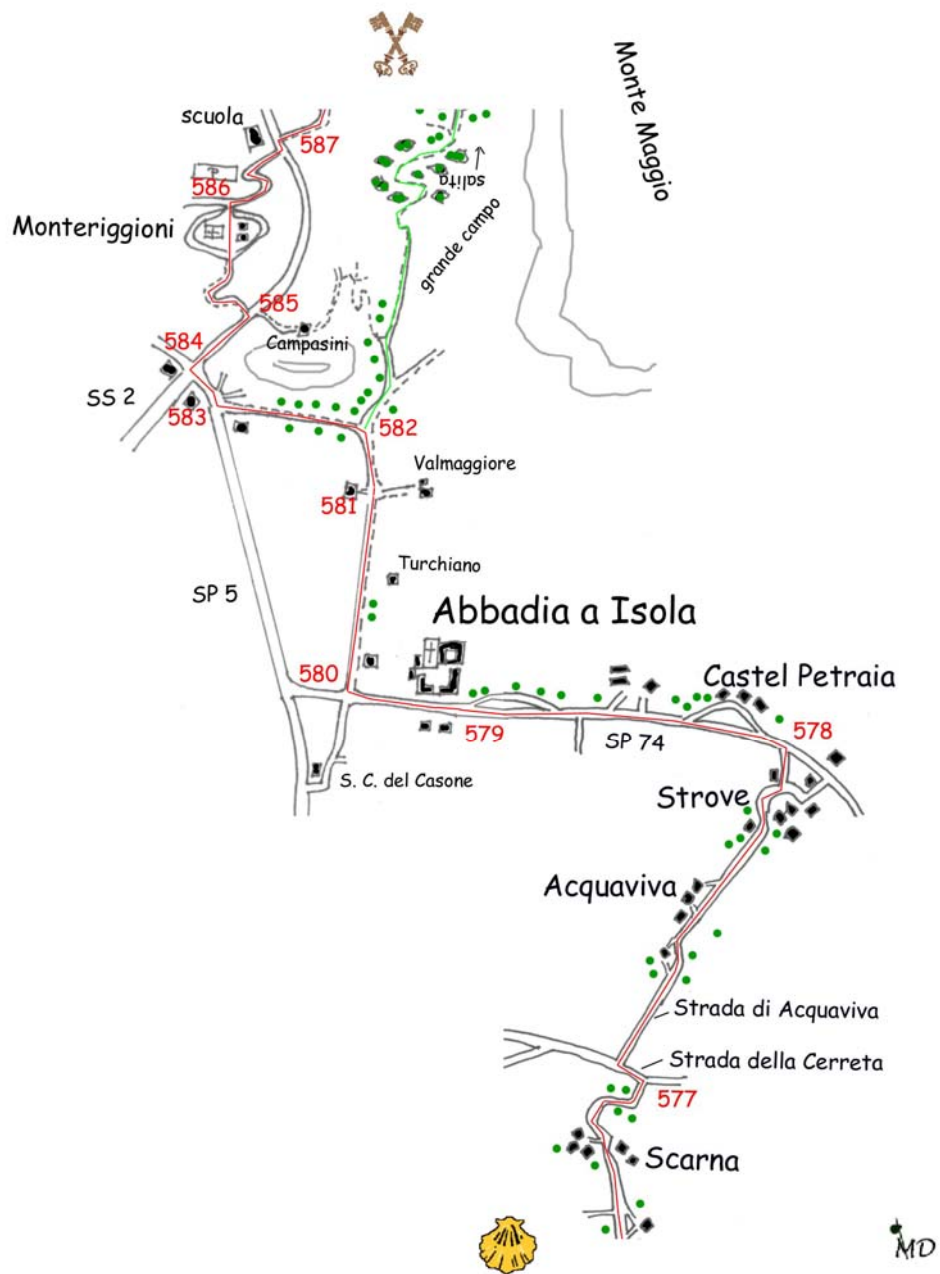 Monte Maggio
scuola
587
P
586
salita
Monteriggioni
grande campo
585
584
Campasini
SS 2
583
582
Valmaggiore
581
Turchiano
SP 5
Abbadia a Isola
580
Castel Petraia
579
578
SP 74
S. C. del Casone
Strove
Acquaviva
Strada di Acquaviva
Strada della Cerreta
577
Scarna
MD